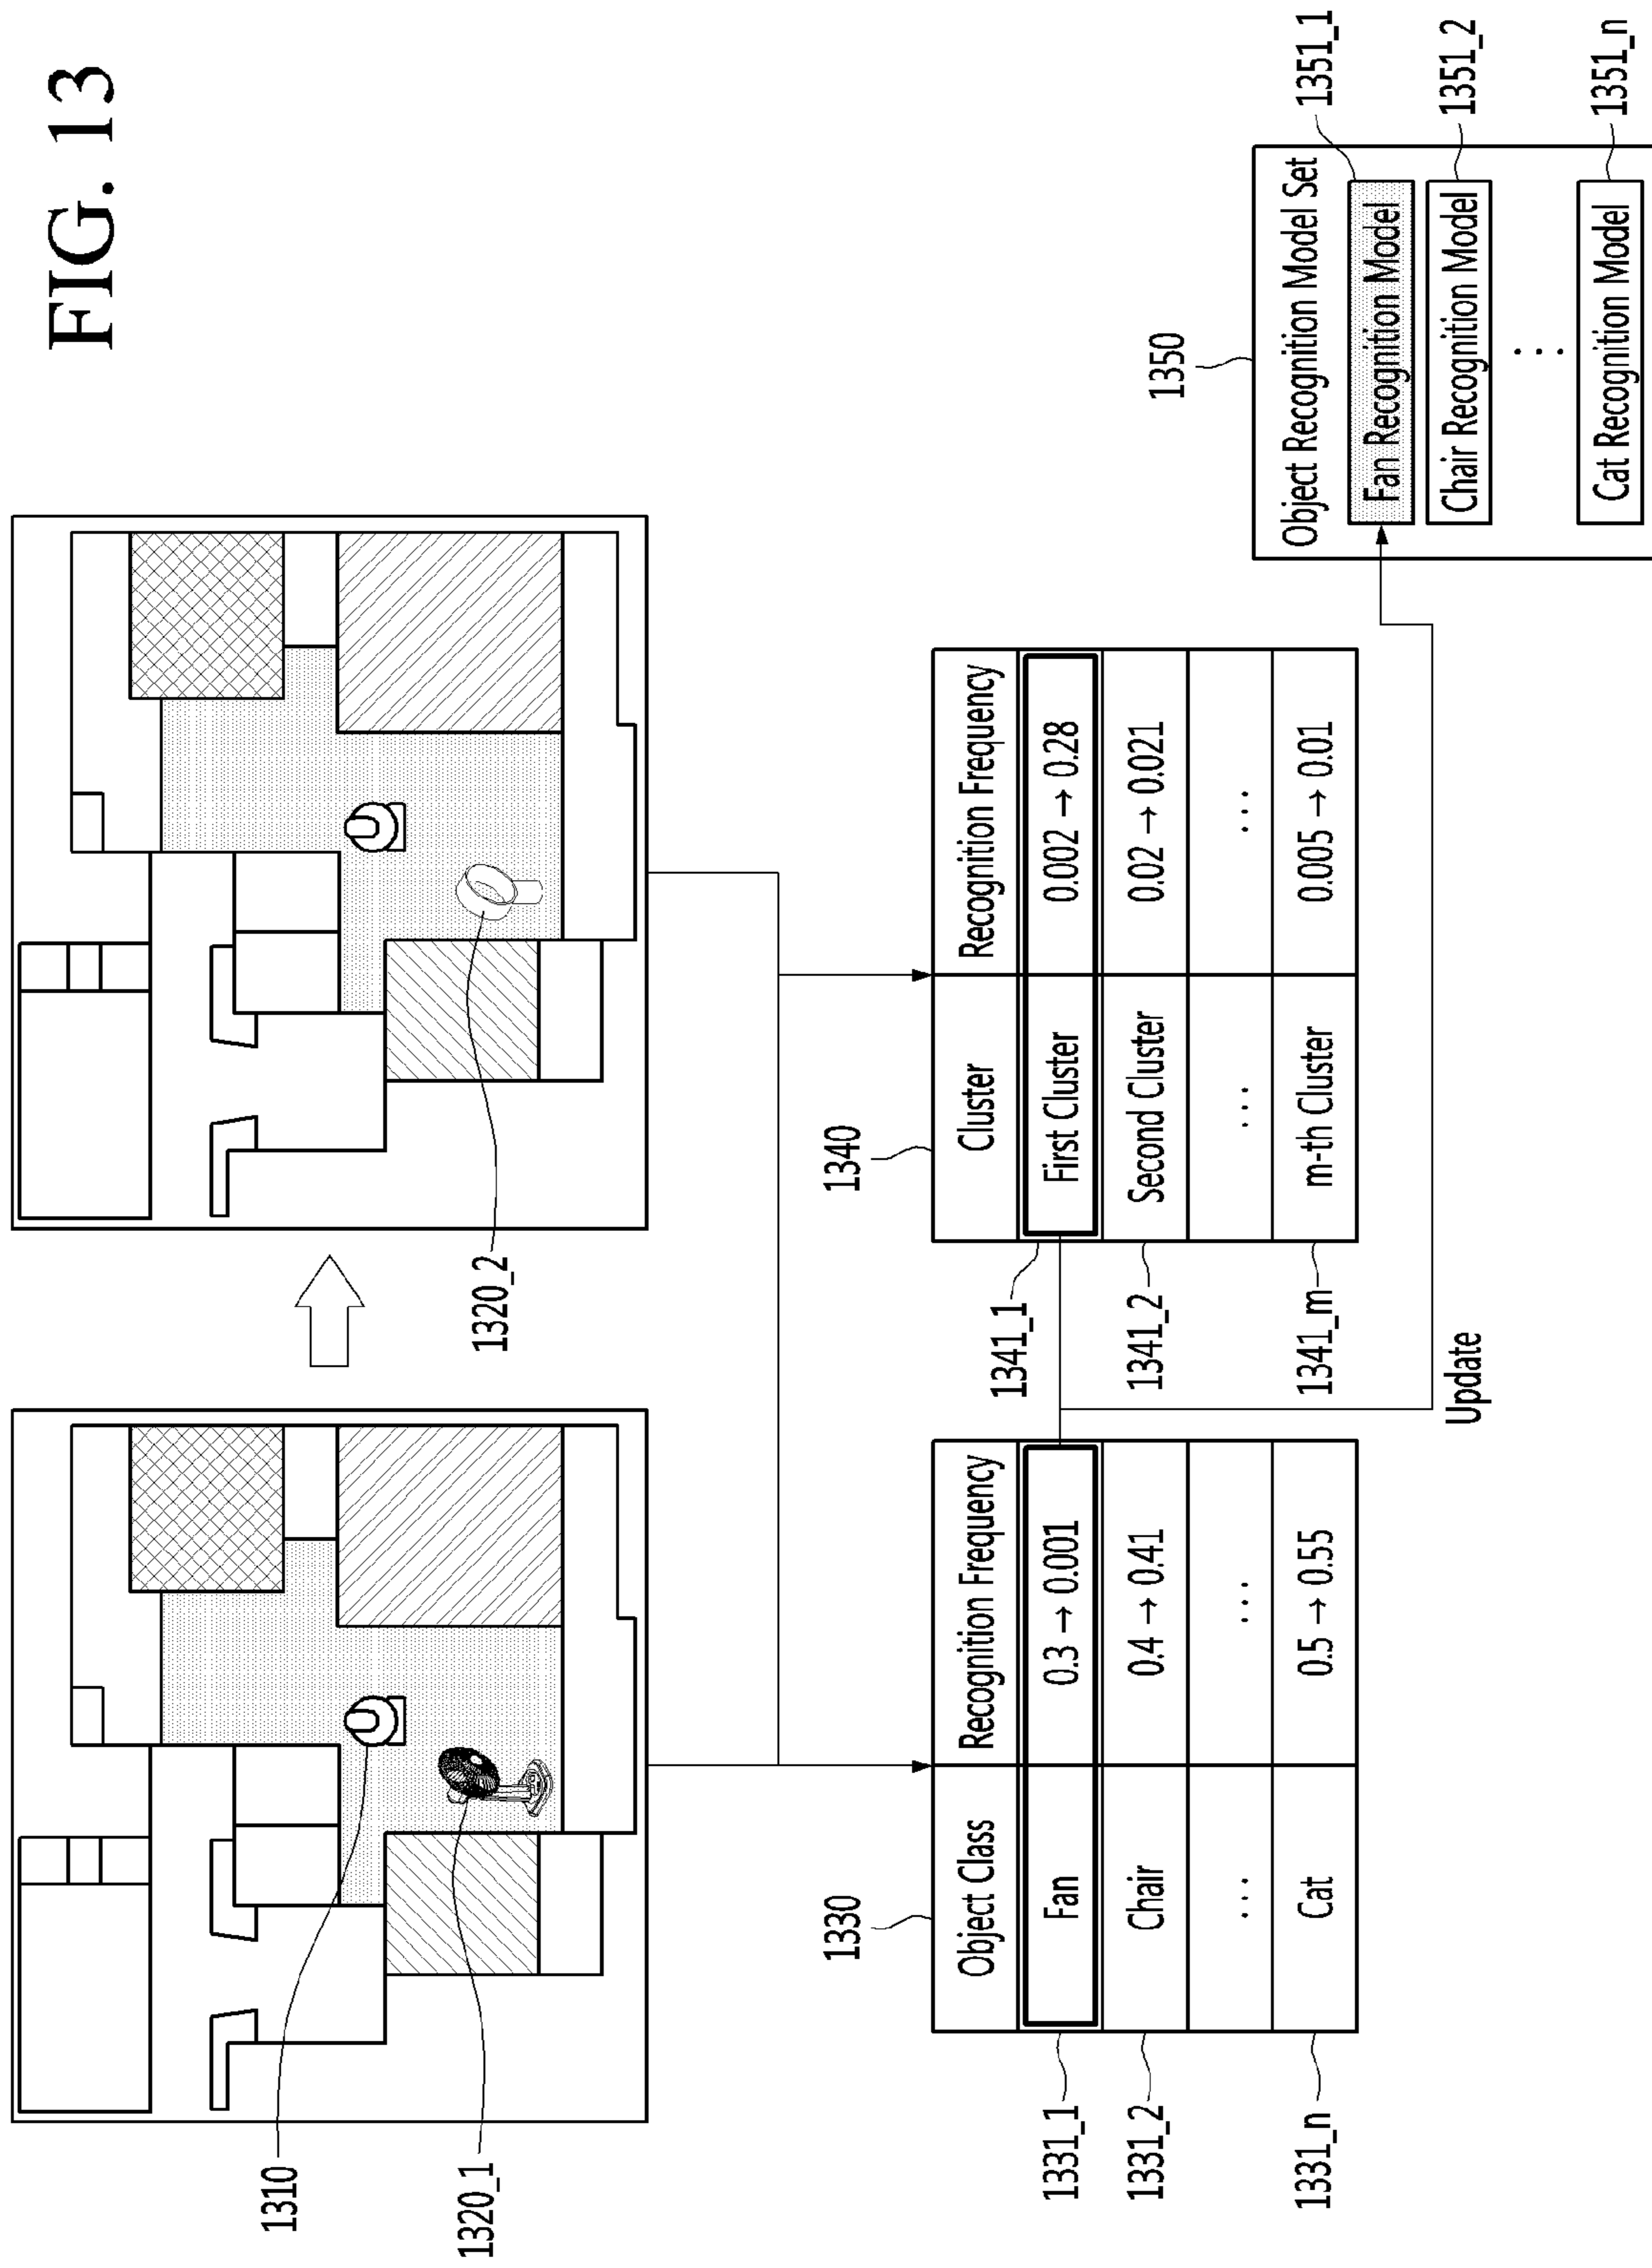 FIG. 13
1310
1320_1
1320_2
1330
Object Class Recognition Frequency
1331_1 Fan 0.3 → 0.001
1331_2 Chair 0.4 → 0.41
... ...
1331_n Cat 0.5 → 0.55
1340
Cluster Recognition Frequency
1341_1 First Cluster 0.002 → 0.28
1341_2 Second Cluster 0.02 → 0.021
... ...
1341_m m-th Cluster 0.005 → 0.01
Update
1350
Object Recognition Model Set
Fan Recognition Model 1351_1
Chair Recognition Model 1351_2
...
Cat Recognition Model 1351_n